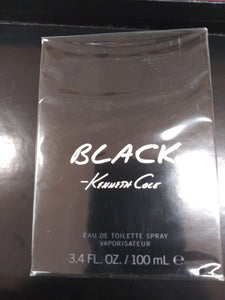 BLACK
-KENNETH COLE
EAU DE TOILETTE SPRAY
VAPORISATEUR
3.4 FL. OZ. / 100 mL ℮